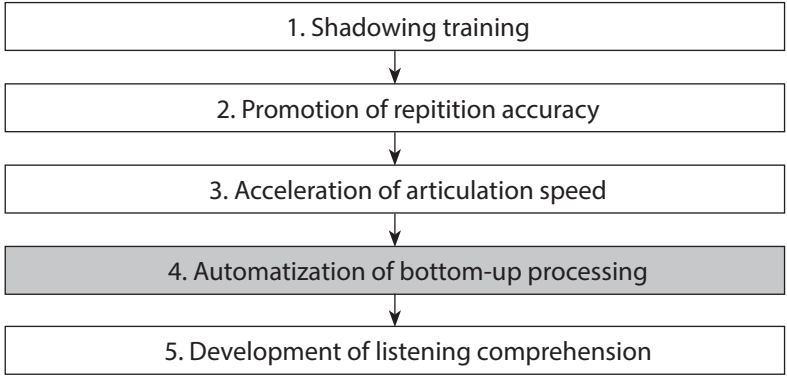 1. Shadowing training
2. Promotion of repitition accuracy
3. Acceleration of articulation speed
4. Automatization of bottom-up processing
5. Development of listening comprehension